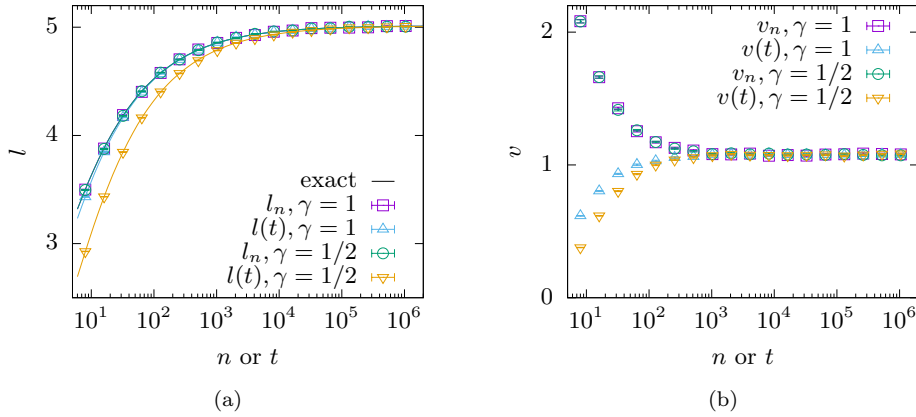 5
4
3
l
exact
l_n, γ = 1
l(t), γ = 1
l_n, γ = 1/2
l(t), γ = 1/2
10^1 10^2 10^3 10^4 10^5 10^6
n or t
(a)
2
1
0
v
v_n, γ = 1
v(t), γ = 1
v_n, γ = 1/2
v(t), γ = 1/2
10^1 10^2 10^3 10^4 10^5 10^6
n or t
(b)